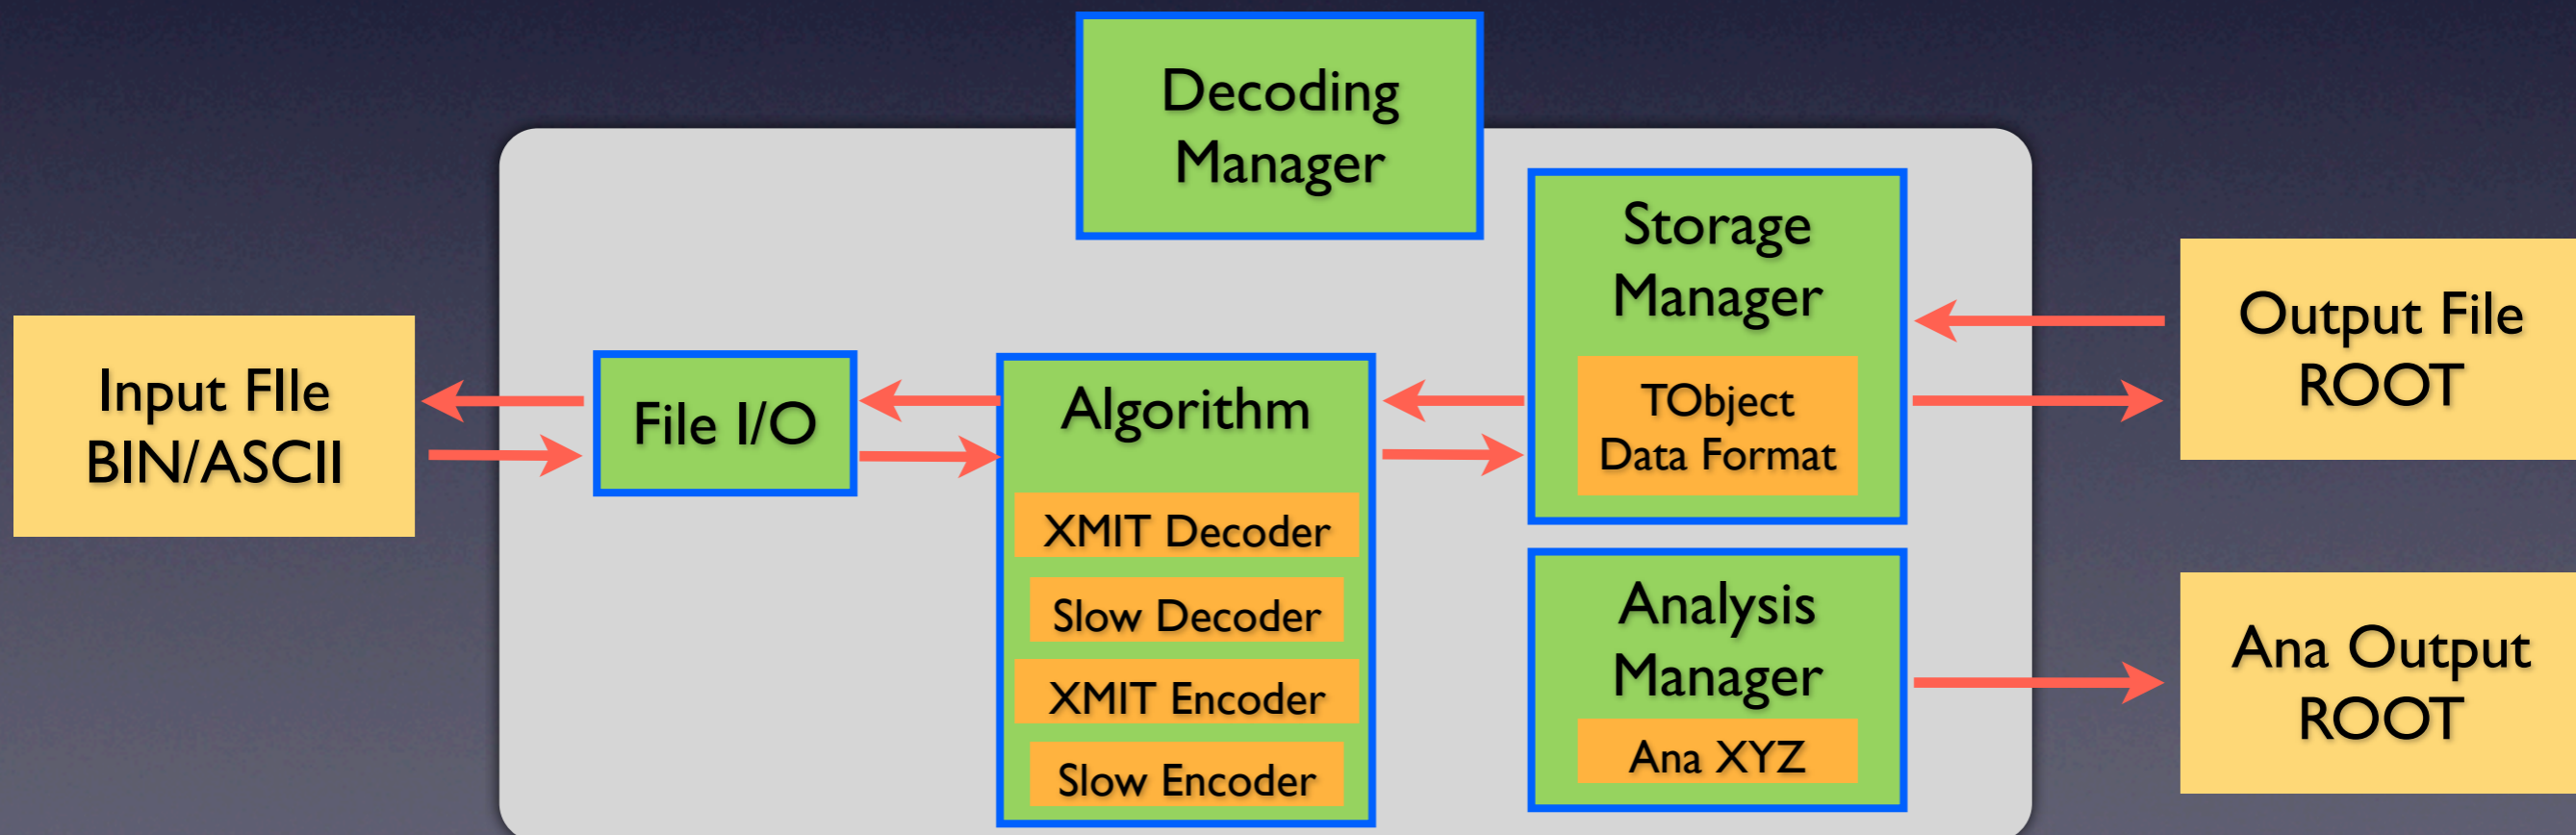 Decoding
Manager
Storage
Manager
TObject
Data Format
Output File
ROOT
Input FIle
BIN/ASCII
File I/O
Algorithm
XMIT Decoder
Slow Decoder
XMIT Encoder
Slow Encoder
Analysis
Manager
Ana XYZ
Ana Output
ROOT